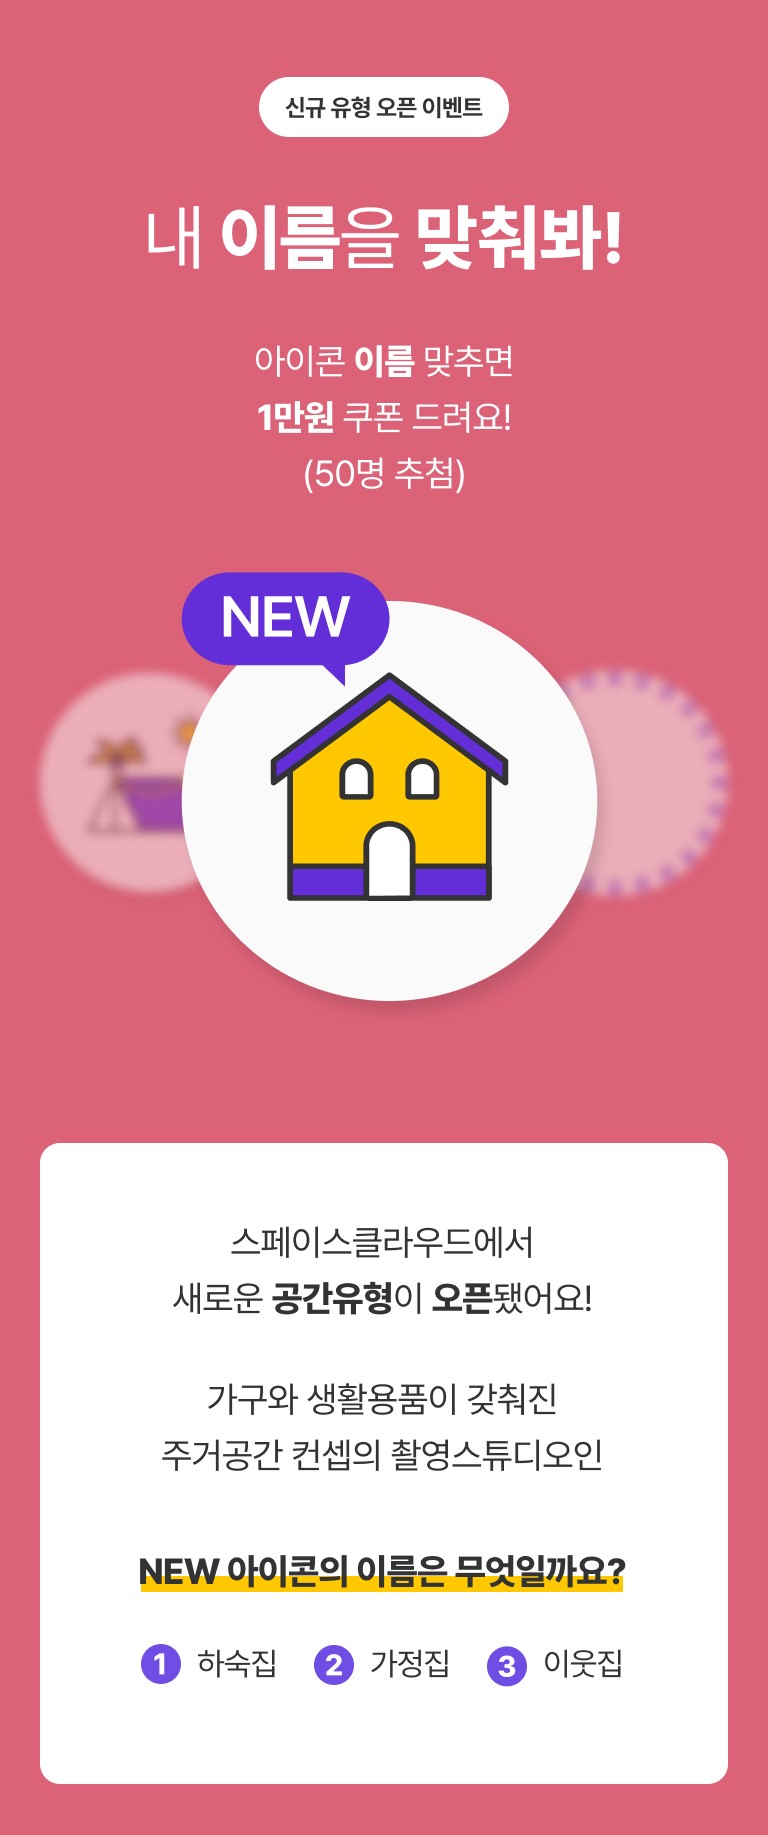 신규 유형 오픈 이벤트
내 이름을 맞춰봐!
아이콘 이름 맞추면
1만원 쿠폰 드려요!
(50명 추첨)
NEW
스페이스클라우드에서
새로운 공간유형이 오픈됐어요!
가구와 생활용품이 갖춰진
주거공간 컨셉의 촬영스튜디오인
NEW 아이콘의 이름은 무엇일까요?
1 하숙집 2 가정집 3 이웃집